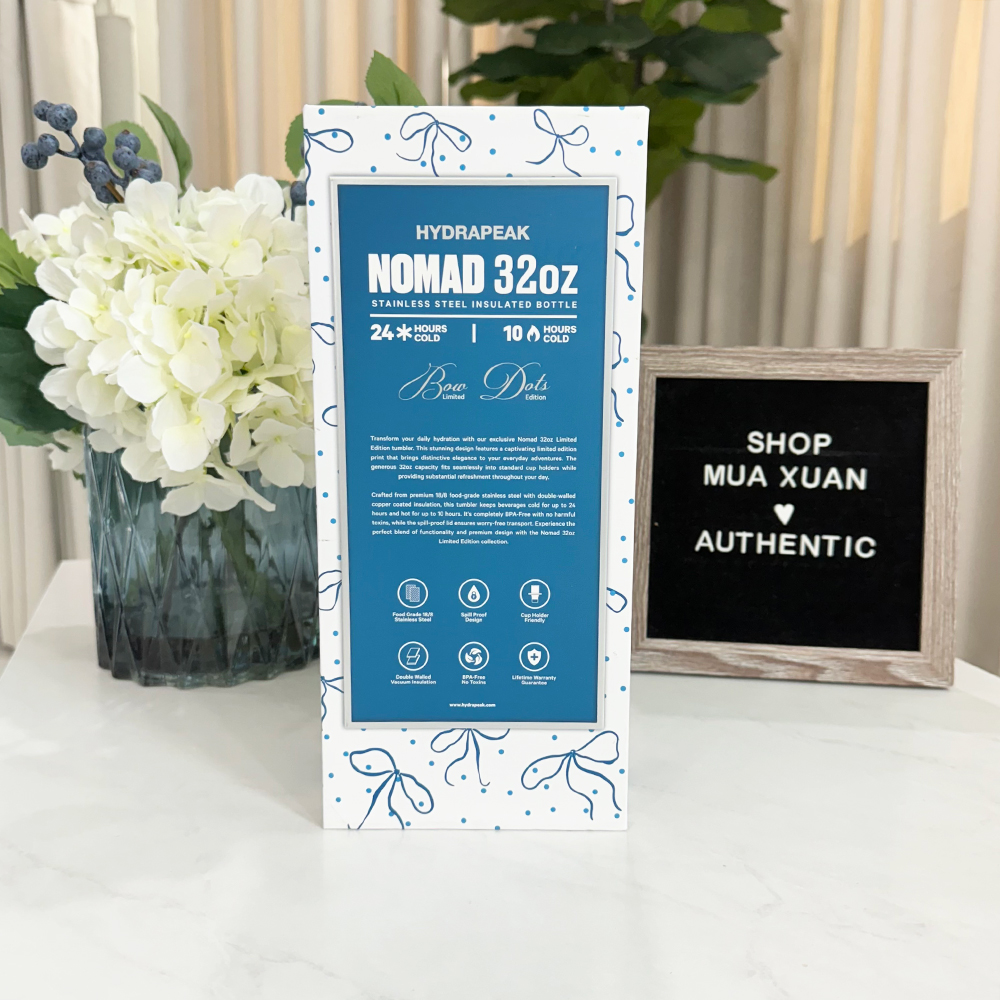 HYDRAPEAK
NOMAD 32oz
STAINLESS STEEL INSULATED BOTTLE
24 HOURS COLD | 10 HOURS COLD
Bow Dots
Limited Edition
Transform your daily hydration with our exclusive Nomad 32oz Limited
Edition tumbler. This stunning design features a captivating limited edition
print that brings distinctive elegance to your everyday adventures. The
generous 32oz capacity fits seamlessly into standard cup holders while
providing substantial refreshment throughout your day.
Crafted from premium 18/8 food-grade stainless steel with double-walled
copper coated insulation, this tumbler keeps beverages cold for up to 24
hours and hot for up to 10 hours. It's completely BPA-Free with no harmful
toxins, while the spill-proof lid ensures worry-free transport. Experience the
perfect blend of functionality and premium design with the Nomad 32oz
Limited Edition collection.
Food Grade 18/8
Stainless Steel
Spill Proof
Design
Cup Holder
Friendly
Double Walled
Vacuum Insulation
BPA-Free
No Toxins
Lifetime Warranty
Guarantee
www.hydrapeak.com
SHOP
MUA XUAN
♥
AUTHENTIC